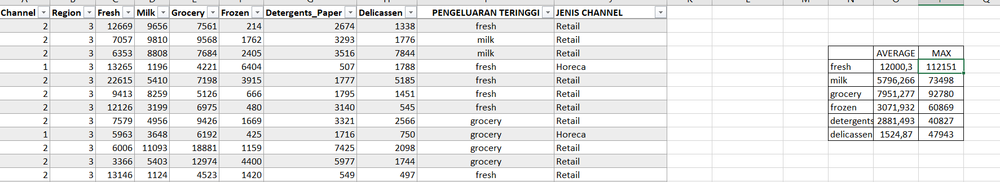 Channel Region Fresh Milk Grocery Frozen Detergents_Paper Delicassen PENGELUARAN TERINGGI JENIS CHANNEL
2 3 12669 9656 7561 214 2674 1338 fresh Retail
2 3 7057 9810 9568 1762 3293 1776 milk Retail
2 3 6353 8808 7684 2405 3516 7844 milk Retail AVERAGE MAX
1 3 13265 1196 4221 6404 507 1788 fresh Horeca fresh 12000,3 112151
2 3 22615 5410 7198 3915 1777 5185 fresh Retail milk 5796,266 73498
2 3 9413 8259 5126 666 1795 1451 fresh Retail grocery 7951,277 92780
2 3 12126 3199 6975 480 3140 545 fresh Retail frozen 3071,932 60869
2 3 7579 4956 9426 1669 3321 2566 grocery Retail detergents 2881,493 40827
1 3 5963 3648 6192 425 1716 750 grocery Horeca delicassen 1524,87 47943
2 3 6006 11093 18881 1159 7425 2098 grocery Retail
2 3 3366 5403 12974 4400 5977 1744 grocery Retail
2 3 13146 1124 4523 1420 549 497 fresh Retail